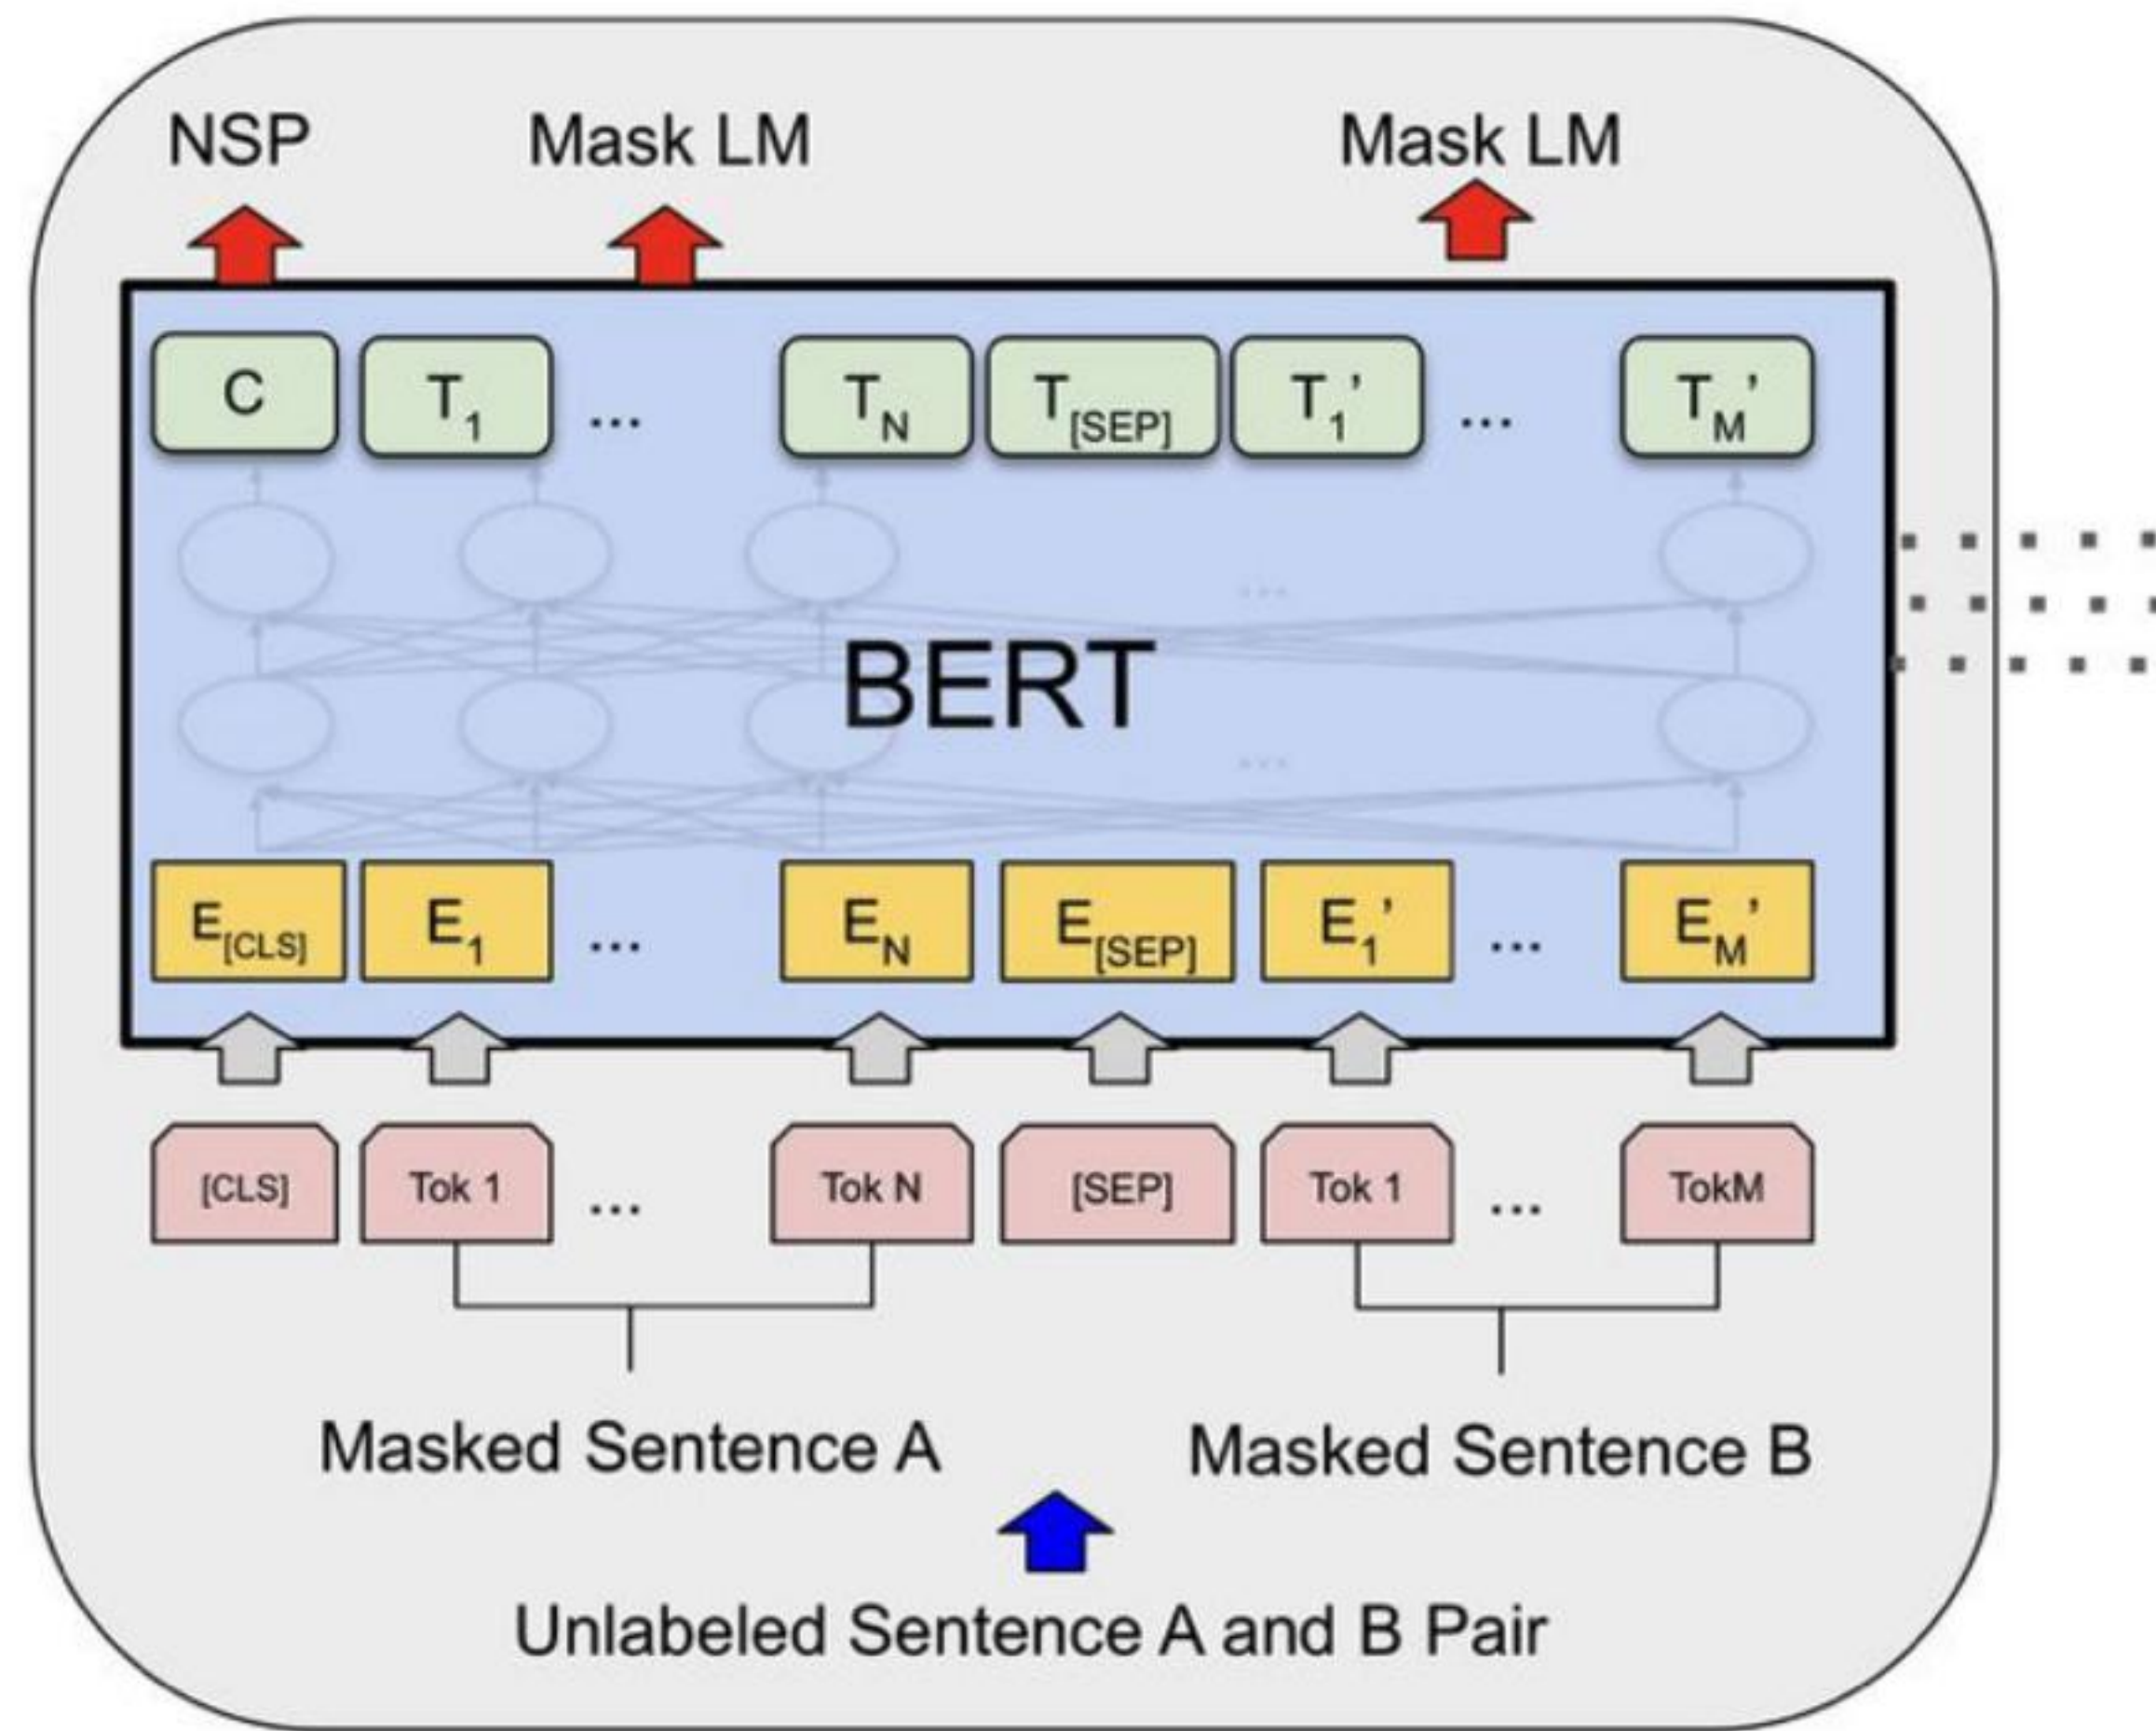 NSP Mask LM Mask LM
C T1 ... TN T[SEP] T1’ ... TM’
... 
BERT
...
E[CLS] E1 ... EN E[SEP] E1’ ... EM’
[CLS] Tok 1 ... Tok N [SEP] Tok 1 ... TokM
Masked Sentence A Masked Sentence B
Unlabeled Sentence A and B Pair